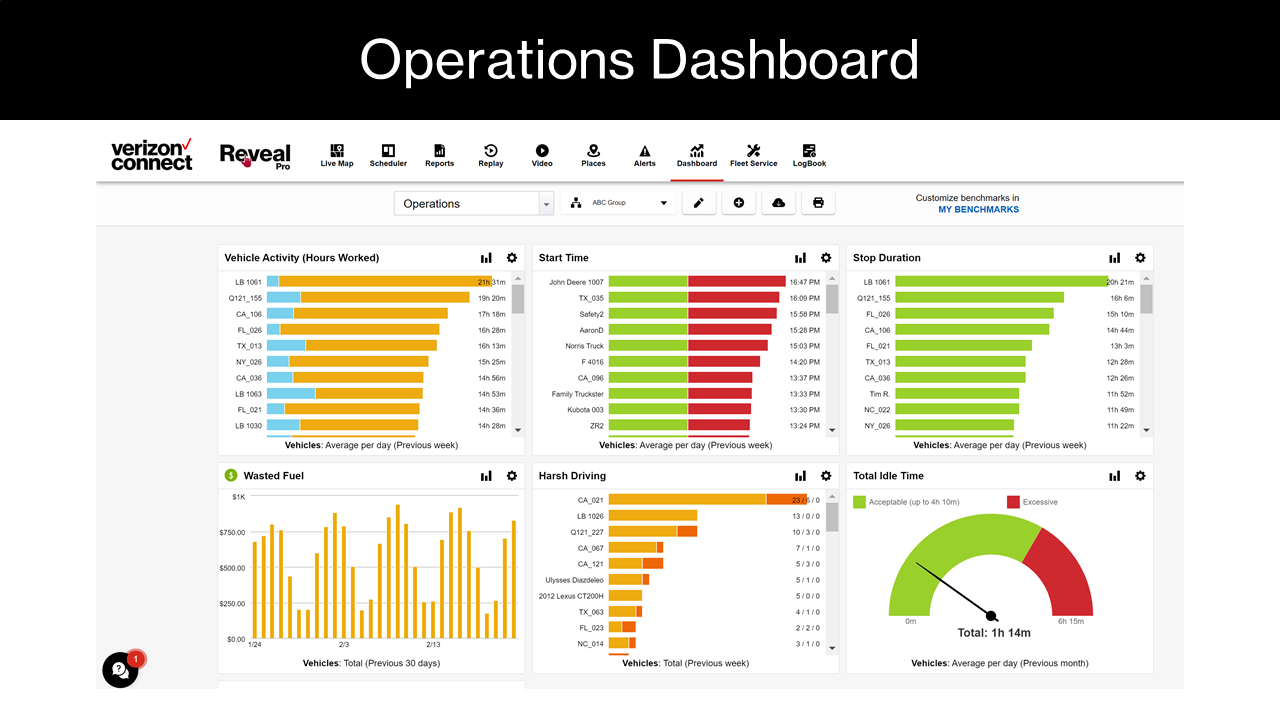 Operations Dashboard
verizon connect
Reveal Pro
Live Map
Scheduler
Reports
Replay
Video
Places
Alerts
Dashboard
Fleet Service
LogBook
Operations
ABC Group
Customize benchmarks in
MY BENCHMARKS
Vehicle Activity (Hours Worked)
LB 1061 21h 31m
Q121_155 19h 20m
CA_106 17h 18m
FL_026 16h 28m
TX_013 16h 13m
NY_026 15h 25m
CA_036 14h 56m
LB 1063 14h 53m
FL_021 14h 36m
LB 1030 14h 28m
Vehicles: Average per day (Previous week)
Start Time
John Deere 1007 16:47 PM
TX_035 16:09 PM
Safety2 15:58 PM
AaronD 15:28 PM
Norris Truck 15:03 PM
F 4016 14:20 PM
CA_096 13:37 PM
Family Truckster 13:33 PM
Kubota 003 13:30 PM
ZR2 13:24 PM
Vehicles: Average per day (Previous week)
Stop Duration
LB 1061 20h 21m
Q121_155 16h 6m
FL_026 15h 10m
CA_106 14h 44m
FL_021 13h 3m
TX_013 12h 28m
CA_036 12h 26m
Tim R. 11h 52m
NC_022 11h 49m
NY_026 11h 22m
Vehicles: Average per day (Previous week)
$ Wasted Fuel
$1K
$750.00
$500.00
$250.00
$0.00
1/24 2/3 2/13
Vehicles: Total (Previous 30 days)
Harsh Driving
CA_021 23 / 6 / 0
LB 1026 13 / 0 / 0
Q121_227 10 / 3 / 0
CA_067 7 / 1 / 0
CA_121 5 / 3 / 0
Ulysses Diazdeleo 5 / 1 / 0
2012 Lexus CT200H 5 / 0 / 0
TX_063 4 / 1 / 0
FL_023 2 / 2 / 0
NC_014 3 / 1 / 0
Vehicles: Total (Previous week)
Total Idle Time
Acceptable (up to 4h 10m) Excessive
0m 6h 15m
Total: 1h 14m
Vehicles: Average per day (Previous month)
1